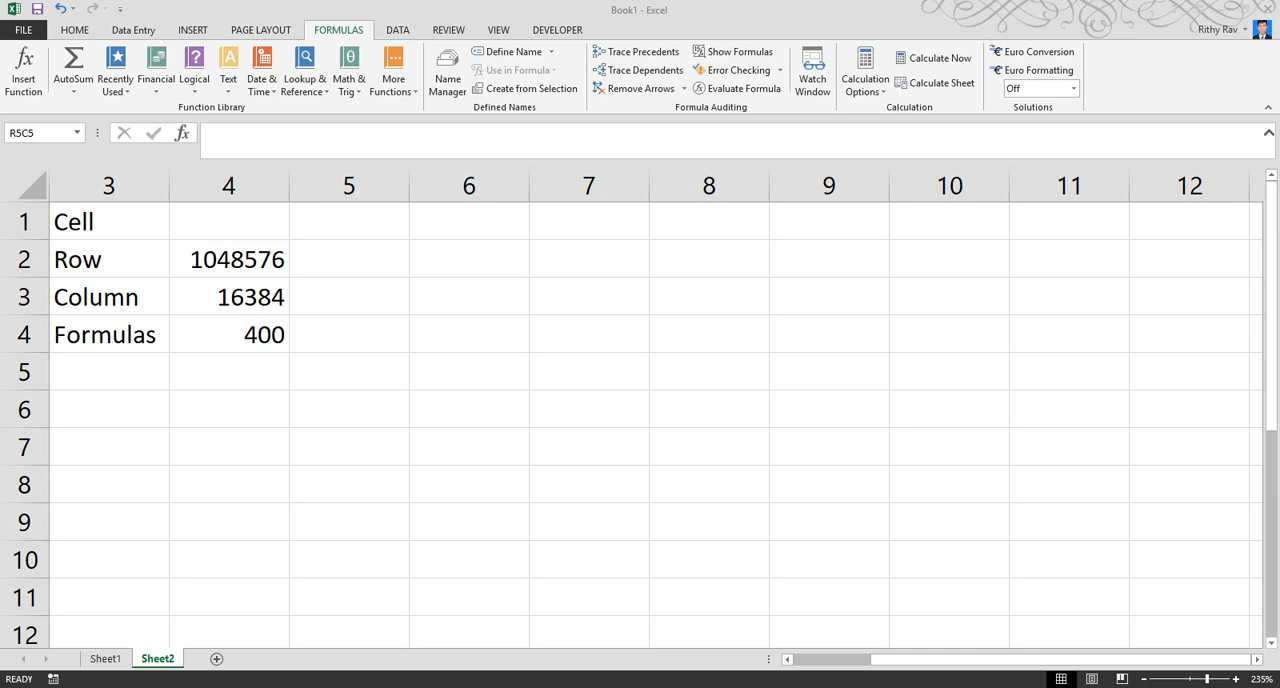 Book1 - Excel
FILE HOME Data Entry INSERT PAGE LAYOUT FORMULAS DATA REVIEW VIEW DEVELOPER Rithy Rav
Insert Function
AutoSum
Recently Used
Financial
Logical
Text
Date & Time
Lookup & Reference
Math & Trig
More Functions
Function Library
Name Manager
Define Name
Use in Formula
Create from Selection
Defined Names
Trace Precedents
Trace Dependents
Remove Arrows
Show Formulas
Error Checking
Evaluate Formula
Formula Auditing
Watch Window
Calculation Options
Calculate Now
Calculate Sheet
Calculation
Euro Conversion
Euro Formatting
Off
Solutions
R5C5 fx
3 4 5 6 7 8 9 10 11 12
1 Cell
2 Row 1048576
3 Column 16384
4 Formulas 400
5
6
7
8
9
10
11
12
Sheet1 Sheet2
READY 235%